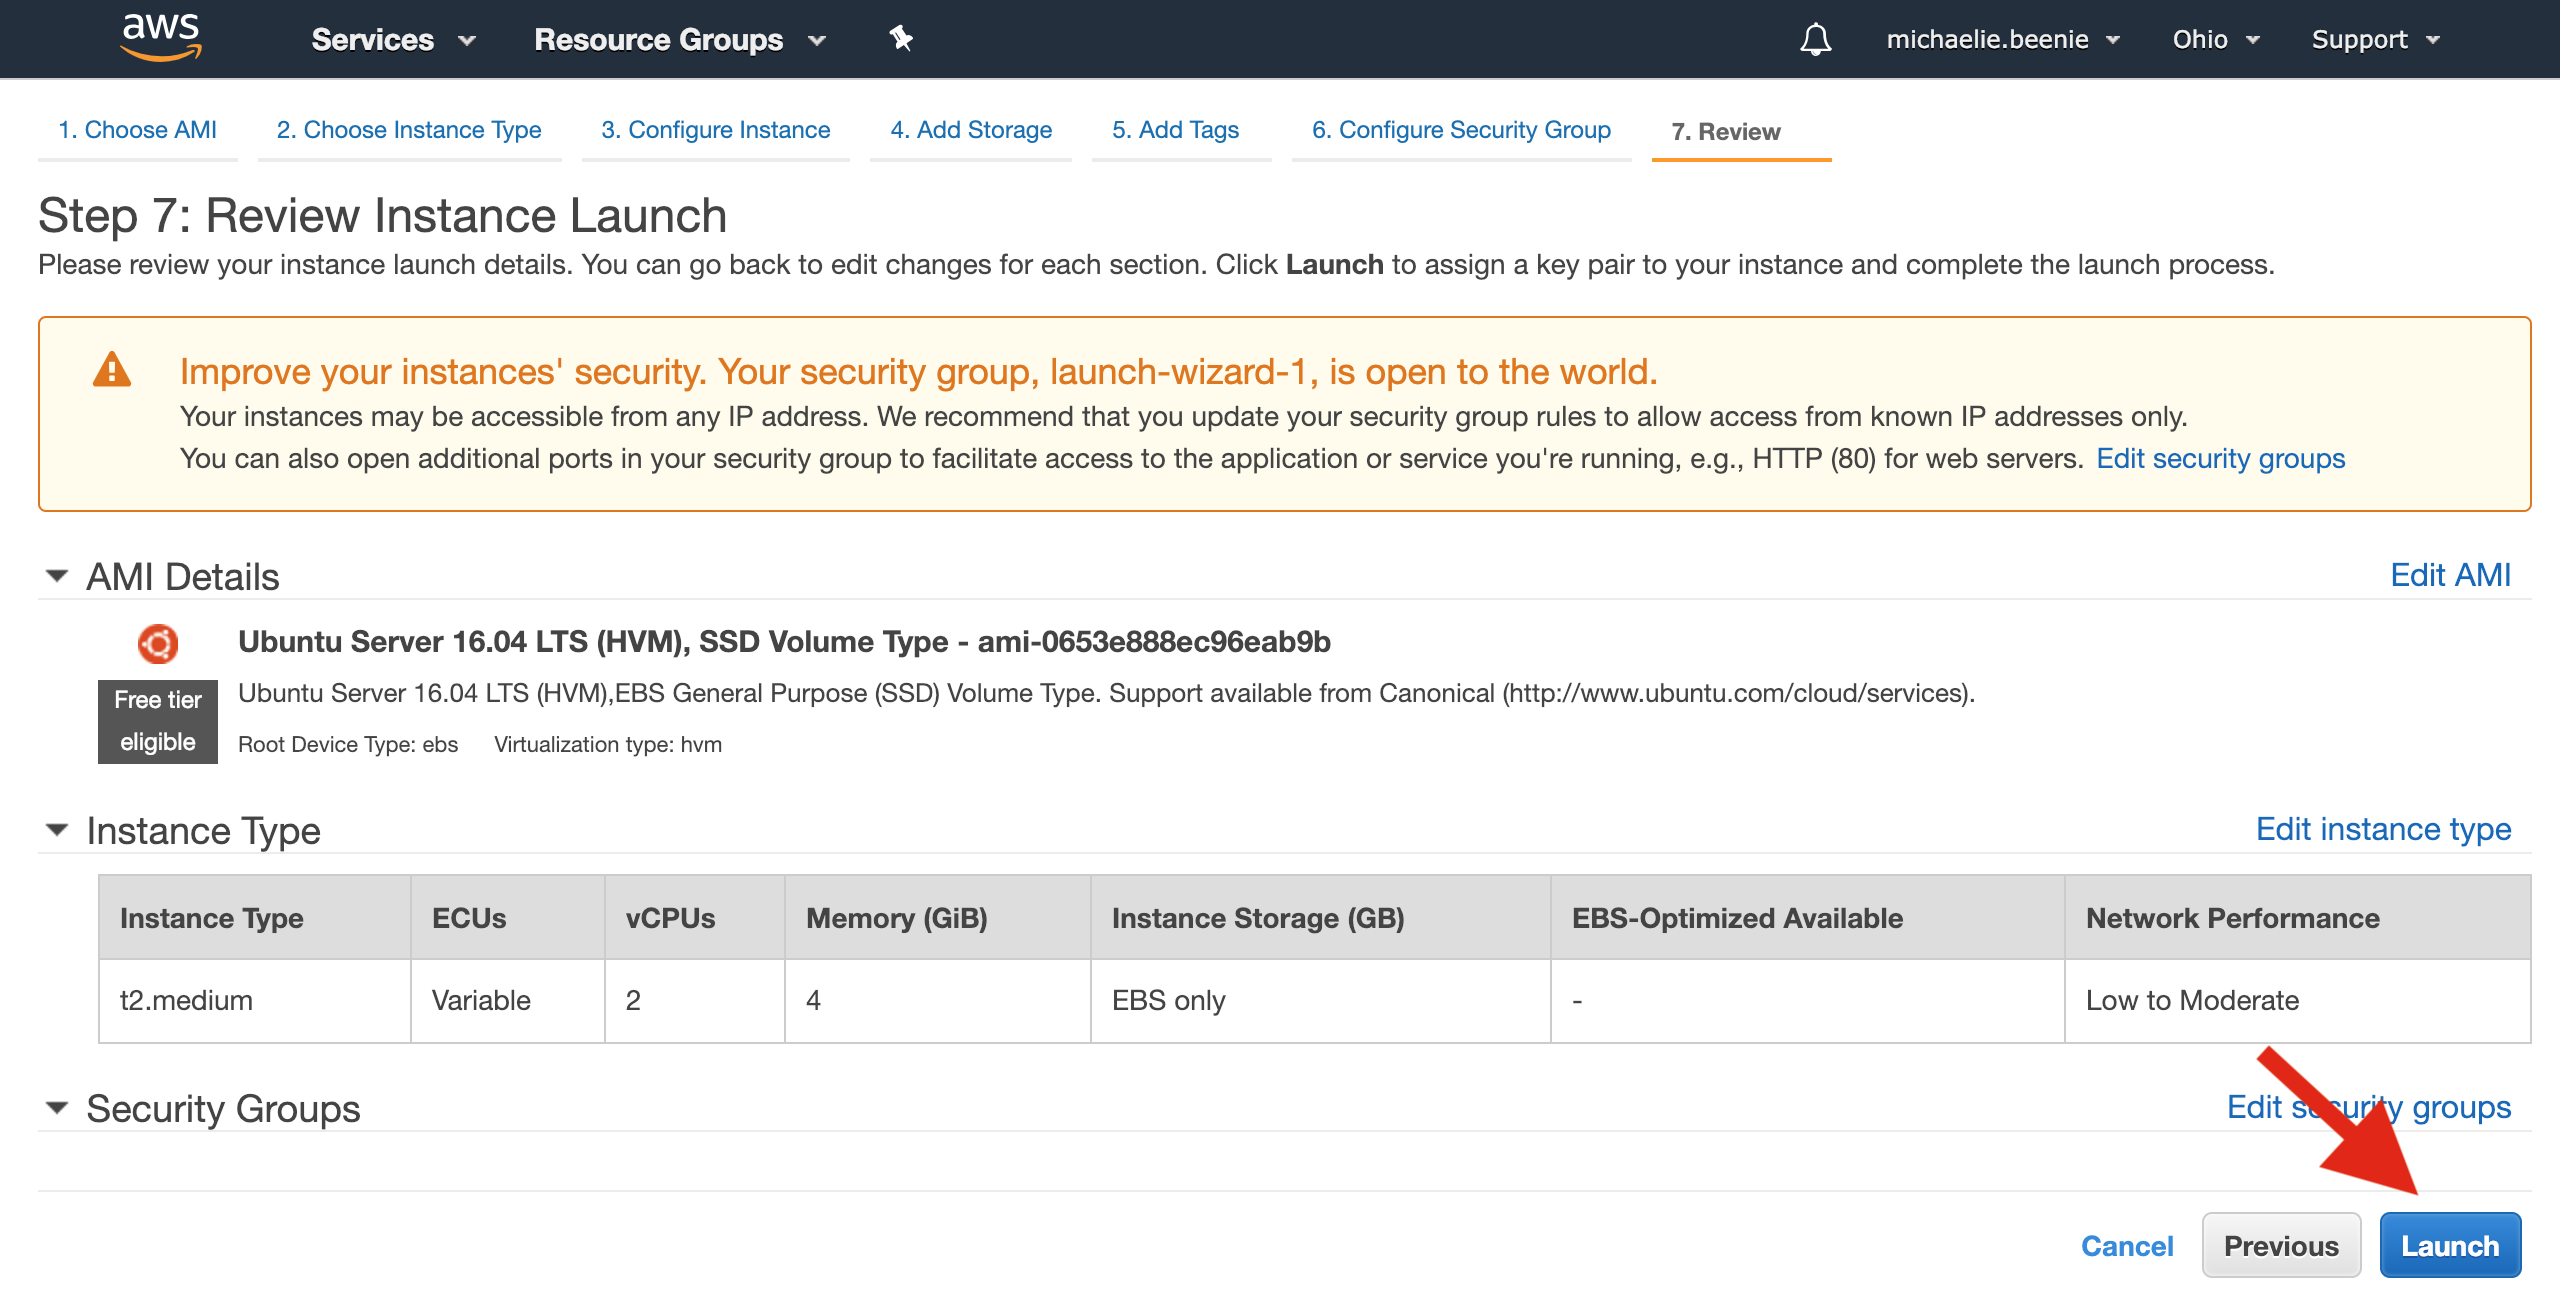 aws Services Resource Groups michaelie.beenie Ohio Support
1. Choose AMI 2. Choose Instance Type 3. Configure Instance 4. Add Storage 5. Add Tags 6. Configure Security Group 7. Review
Step 7: Review Instance Launch
Please review your instance launch details. You can go back to edit changes for each section. Click Launch to assign a key pair to your instance and complete the launch process.
Improve your instances' security. Your security group, launch-wizard-1, is open to the world.
Your instances may be accessible from any IP address. We recommend that you update your security group rules to allow access from known IP addresses only.
You can also open additional ports in your security group to facilitate access to the application or service you're running, e.g., HTTP (80) for web servers. Edit security groups
AMI Details Edit AMI
Ubuntu Server 16.04 LTS (HVM), SSD Volume Type - ami-0653e888ec96eab9b
Free tier eligible
Ubuntu Server 16.04 LTS (HVM),EBS General Purpose (SSD) Volume Type. Support available from Canonical (http://www.ubuntu.com/cloud/services).
Root Device Type: ebs Virtualization type: hvm
Instance Type Edit instance type
Instance Type ECUs vCPUs Memory (GiB) Instance Storage (GB) EBS-Optimized Available Network Performance
t2.medium Variable 2 4 EBS only - Low to Moderate
Security Groups Edit security groups
Cancel Previous Launch